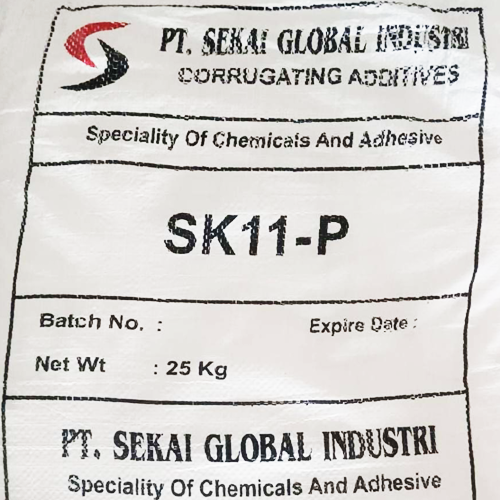 PT. SEKAI GLOBAL INDUSTRI
CORRUGATING ADDITIVES
Speciality Of Chemicals And Adhesive
SK11-P
Batch No. : Expire Date :
Net Wt : 25 Kg
PT. SEKAI GLOBAL INDUSTRI
Speciality Of Chemicals And Adhesive